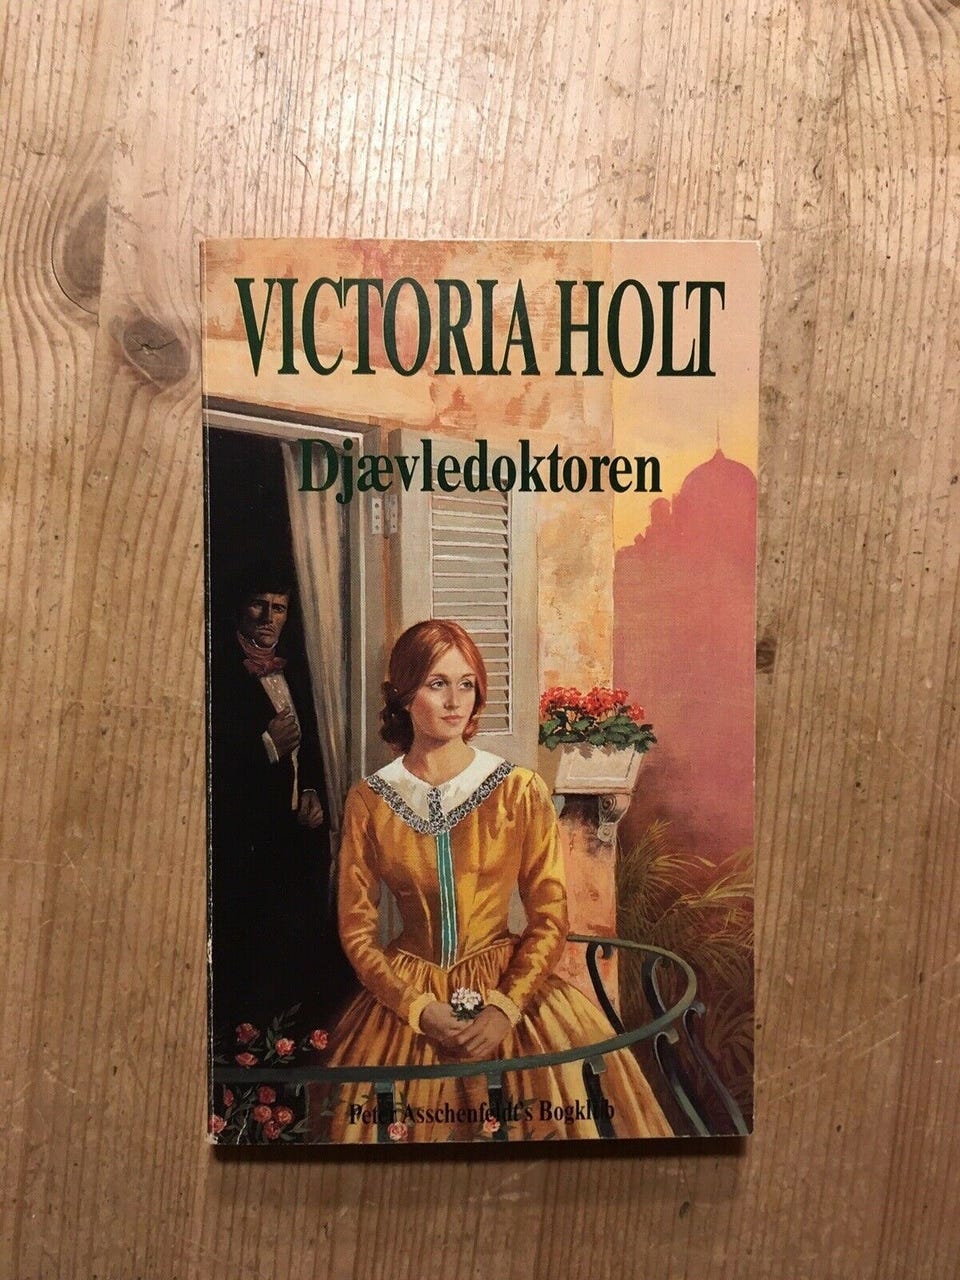 VICTORIA HOLT
Djævledoktoren
Peter Asschenfeldt's Bogklub